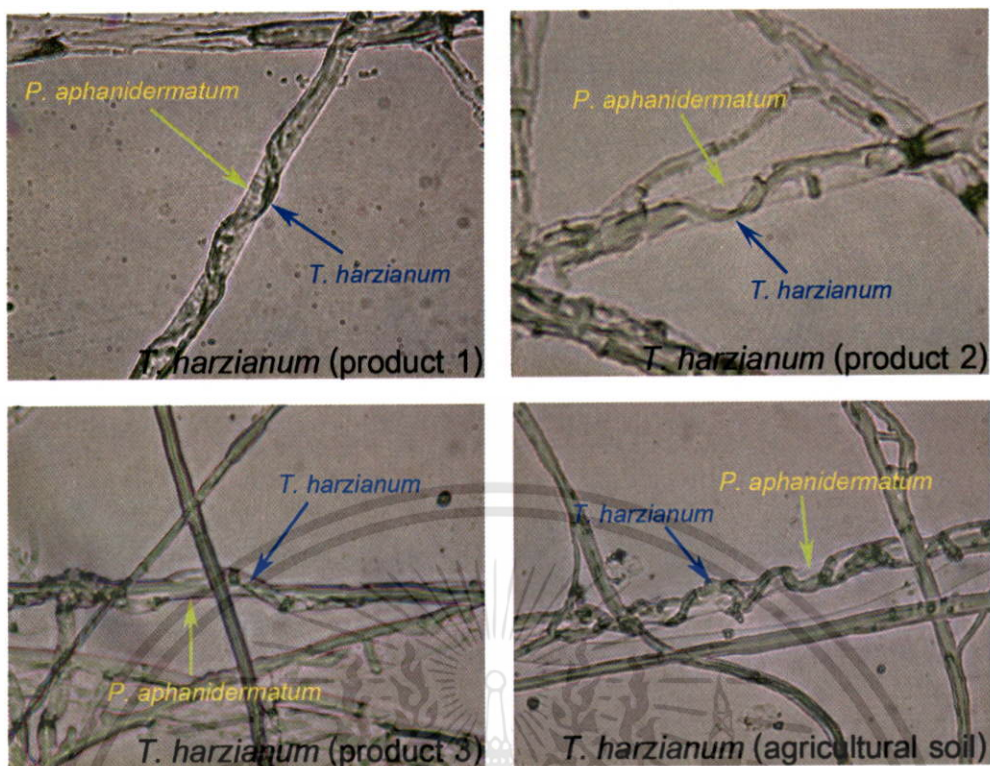 P. aphanidermatum
T. harzianum
T. harzianum (product 1)
P. aphanidermatum
T. harzianum
T. harzianum (product 2)
T. harzianum
P. aphanidermatum
T. harzianum (product 3)
P. aphanidermatum
T. harzianum
T. harzianum (agricultural soil)